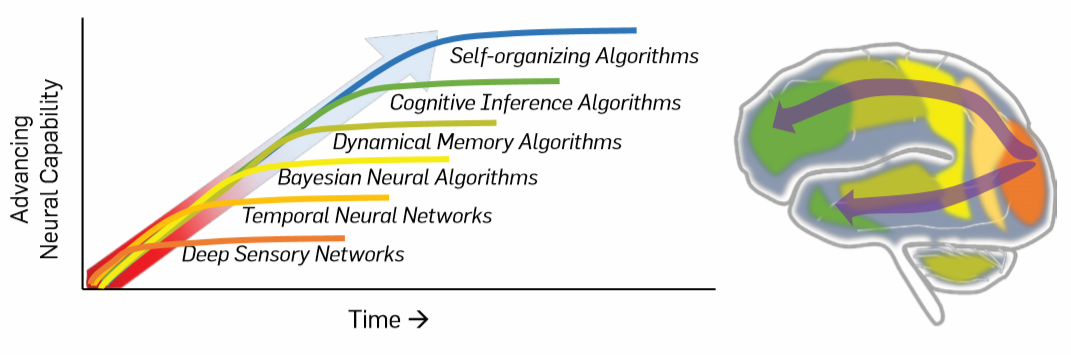 Advancing
Neural Capability
Self-organizing Algorithms
Cognitive Inference Algorithms
Dynamical Memory Algorithms
Bayesian Neural Algorithms
Temporal Neural Networks
Deep Sensory Networks
Time →